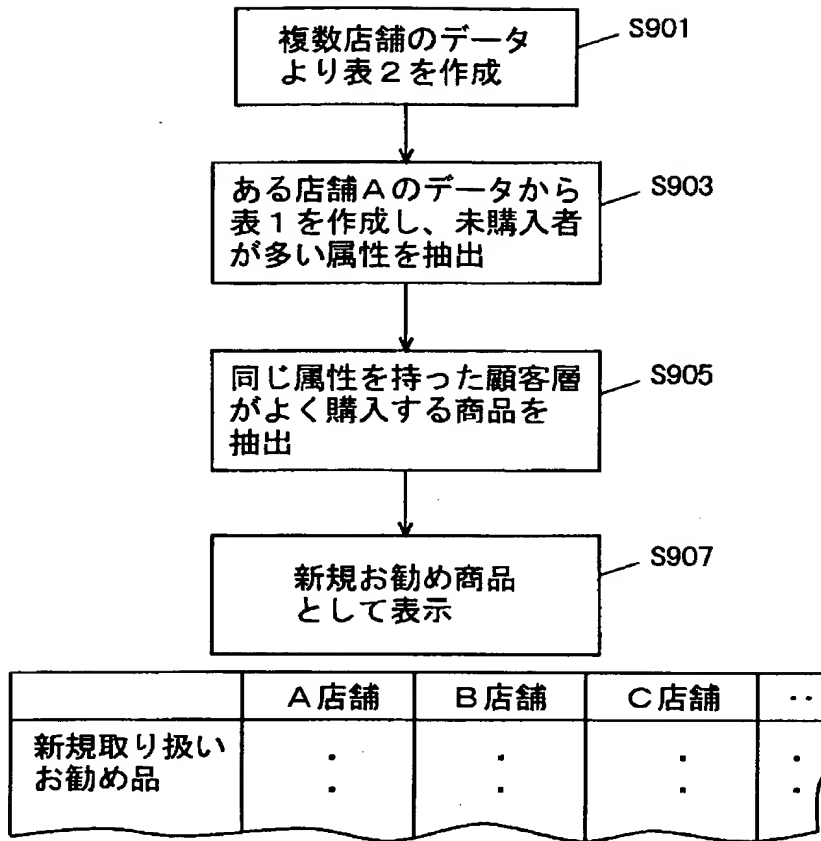 複数店舗のデータ
より表2を作成
S901
ある店舗Aのデータから
表1を作成し、未購入者
が多い属性を抽出
S903
同じ属性を持った顧客層
がよく購入する商品を
抽出
S905
新規お勧め商品
として表示
S907
A店舗 B店舗 C店舗 ‥
新規取り扱い : : : :
お勧め品